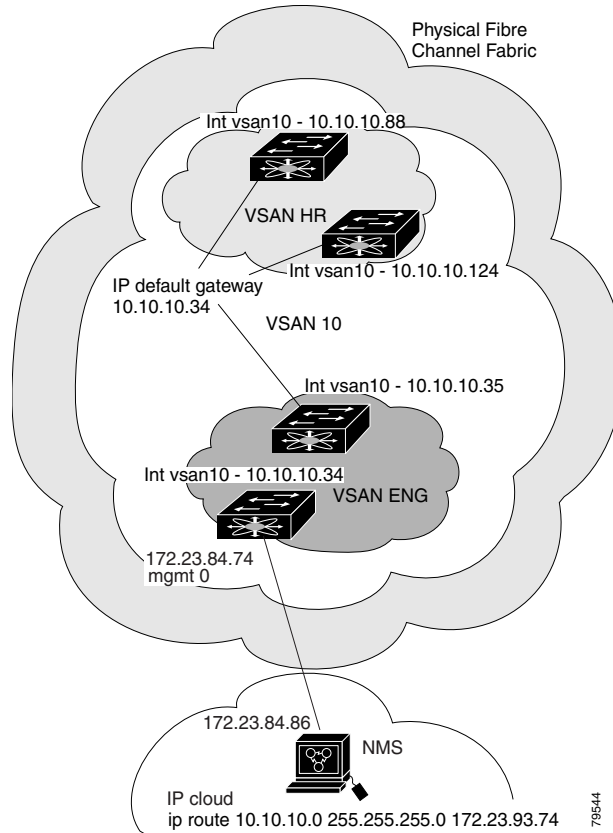 Physical Fibre
Channel Fabric
Int vsan10 - 10.10.10.88
VSAN HR
Int vsan10 - 10.10.10.124
IP default gateway
10.10.10.34
VSAN 10
Int vsan10 - 10.10.10.35
Int vsan10 - 10.10.10.34
VSAN ENG
172.23.84.74
mgmt 0
172.23.84.86
NMS
IP cloud
ip route 10.10.10.0 255.255.255.0 172.23.93.74
79544